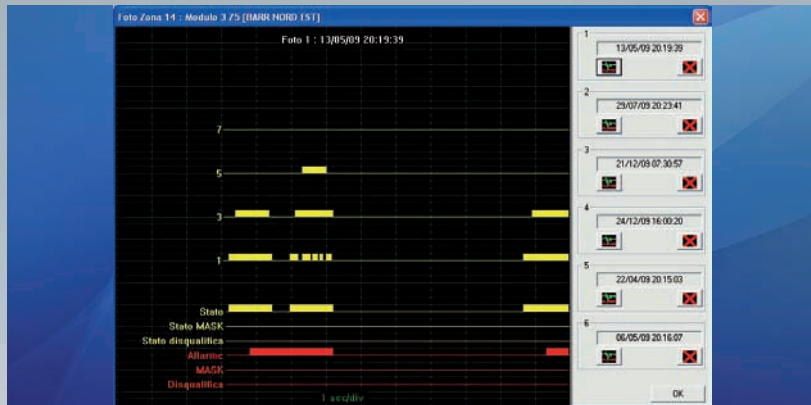 Foto Zona 14 : Modulo 3 Z5 [BARR NORD EST]
Foto 1 : 13/05/09 20:19:39
7
5
3
1
Stato
Stato MASK
Stato disqualifica
Allarme
MASK
Disqualifica
1 sec/div
1
13/05/09 20:19:39
2
29/07/09 20:23:41
3
21/12/09 07:30:57
4
24/12/09 16:00:20
5
22/04/09 20:15:03
6
06/05/09 20:16:07
OK